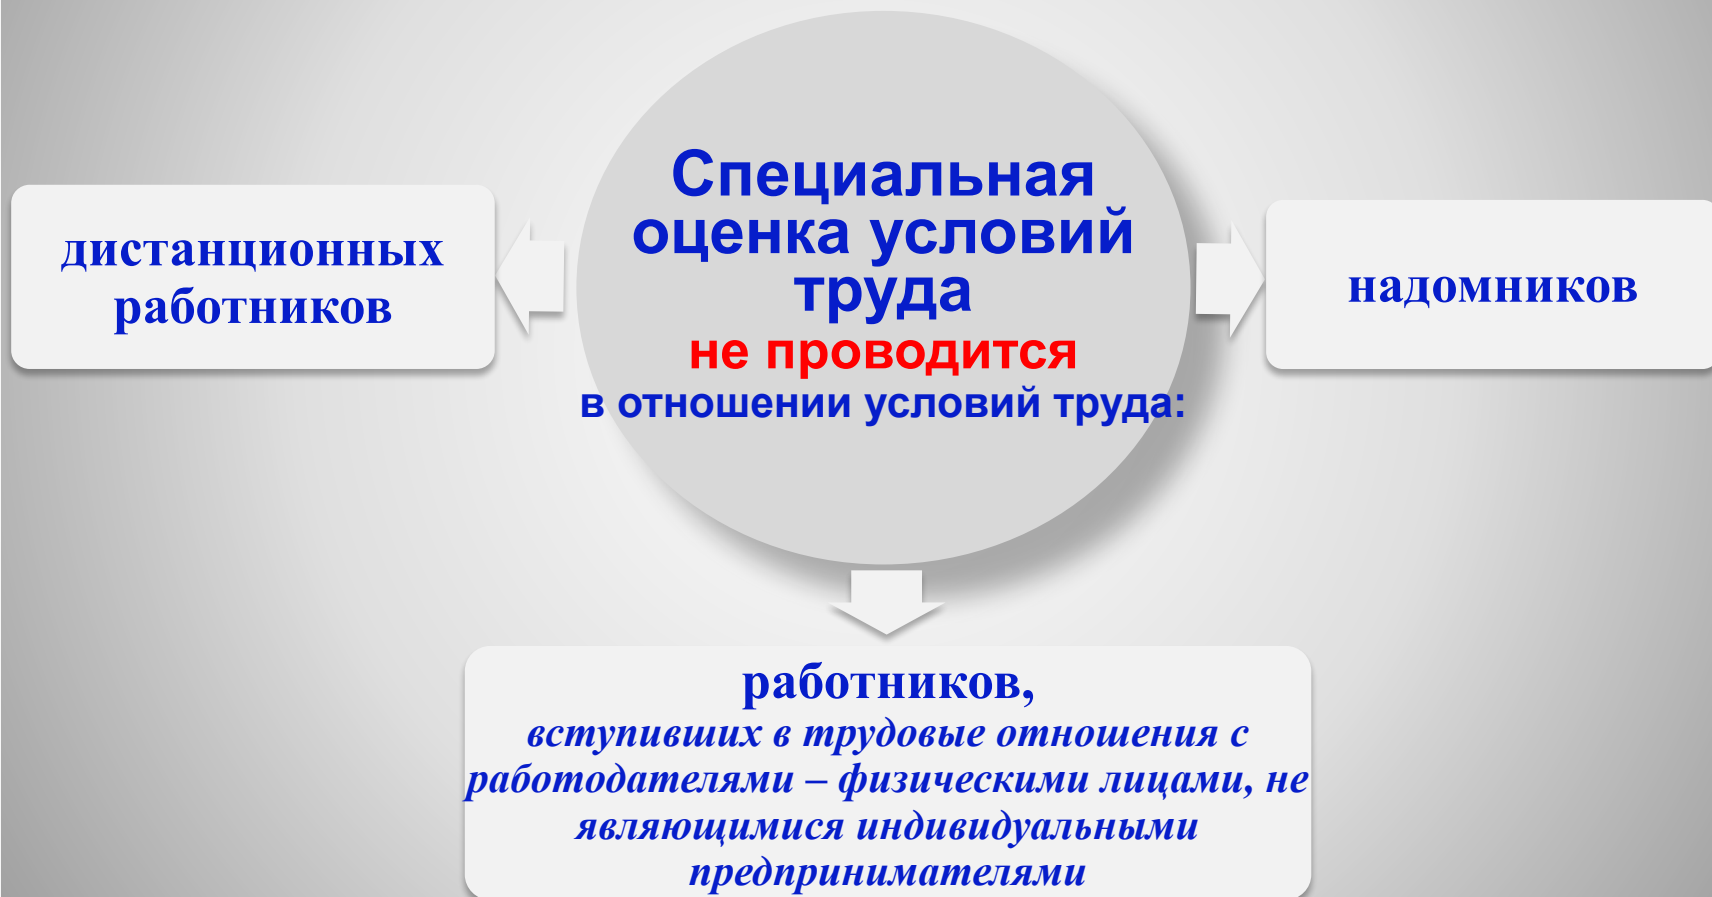 Специальная
оценка условий
труда
не проводится
в отношении условий труда:
дистанционных
работников
надомников
работников,
вступивших в трудовые отношения с
работодателями – физическими лицами, не
являющимися индивидуальными
предпринимателями